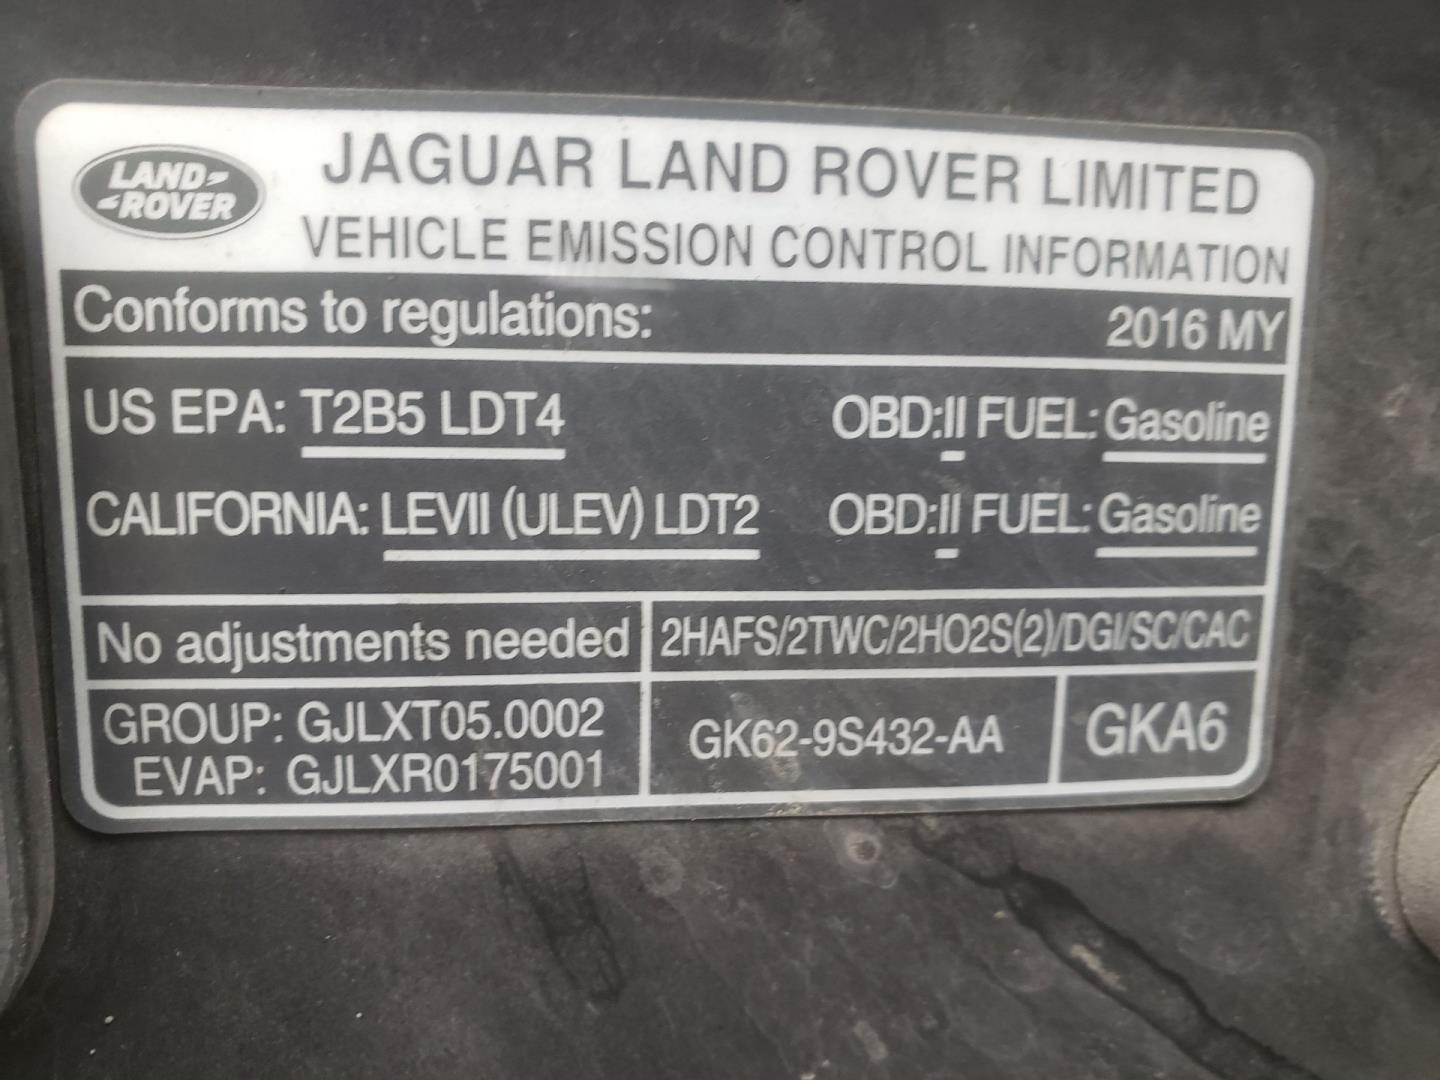 LAND-
-ROVER
JAGUAR LAND ROVER LIMITED
VEHICLE EMISSION CONTROL INFORMATION
Conforms to regulations: 2016 MY
US EPA: T2B5 LDT4 OBD:II FUEL: Gasoline
CALIFORNIA: LEVII (ULEV) LDT2 OBD:II FUEL: Gasoline
No adjustments needed 2HAFS/2TWC/2HO2S(2)/DGI/SC/CAC
GROUP: GJLXT05.0002
EVAP: GJLXR0175001
GK62-9S432-AA
GKA6